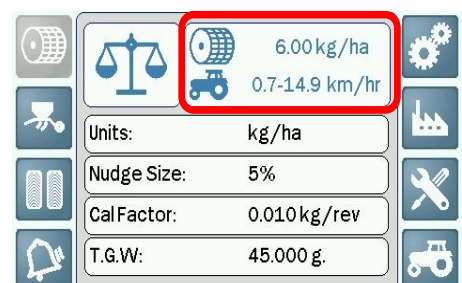 6.00 kg/ha
0.7-14.9 km/hr
Units: kg/ha
Nudge Size: 5%
Cal Factor: 0.010 kg/rev
T.G.W: 45.000 g.